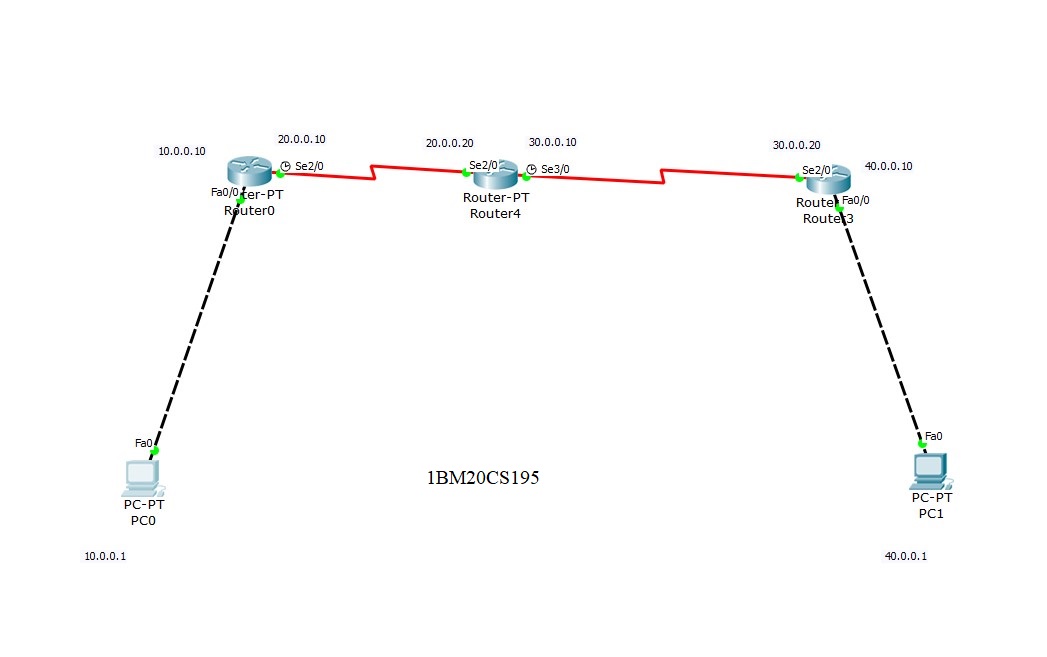 20.0.0.10
10.0.0.10
Se2/0
Fa0/0
ter-PT
Router0
20.0.0.20
30.0.0.10
Se2/0
Se3/0
Router-PT
Router4
30.0.0.20
40.0.0.10
Se2/0
Fa0/0
Router
Router3
Fa0
PC-PT
PC0
10.0.0.1
1BM20CS195
Fa0
PC-PT
PC1
40.0.0.1